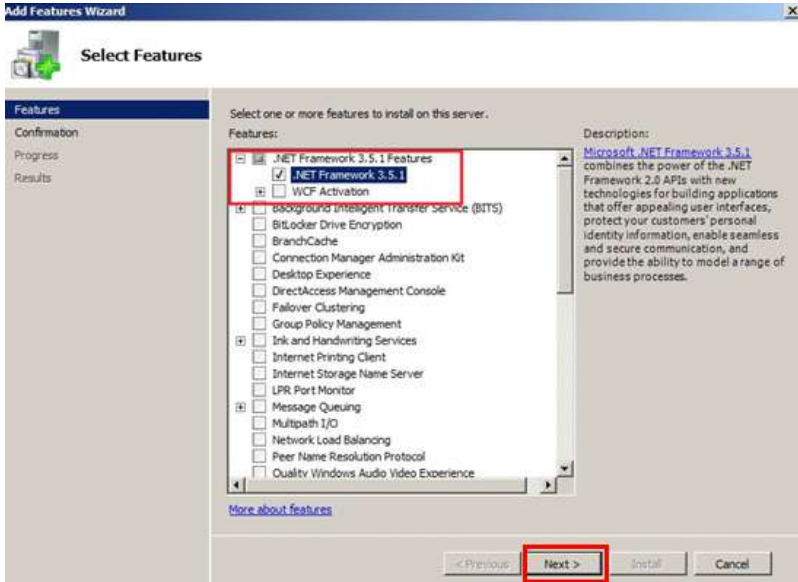 Add Features Wizard
Select Features
Features
Confirmation
Progress
Results
Select one or more features to install on this server.
Features:
.NET Framework 3.5.1 Features
.NET Framework 3.5.1
WCF Activation
Background Intelligent Transfer Service (BITS)
BitLocker Drive Encryption
BranchCache
Connection Manager Administration Kit
Desktop Experience
DirectAccess Management Console
Failover Clustering
Group Policy Management
Ink and Handwriting Services
Internet Printing Client
Internet Storage Name Server
LPR Port Monitor
Message Queuing
Multipath I/O
Network Load Balancing
Peer Name Resolution Protocol
Quality Windows Audio Video Experience
More about features
Description:
Microsoft .NET Framework 3.5.1
combines the power of the .NET
Framework 2.0 APIs with new
technologies for building applications
that offer appealing user interfaces,
protect your customers' personal
identity information, enable seamless
and secure communication, and
provide the ability to model a range of
business processes.
< Previous
Next >
Install
Cancel